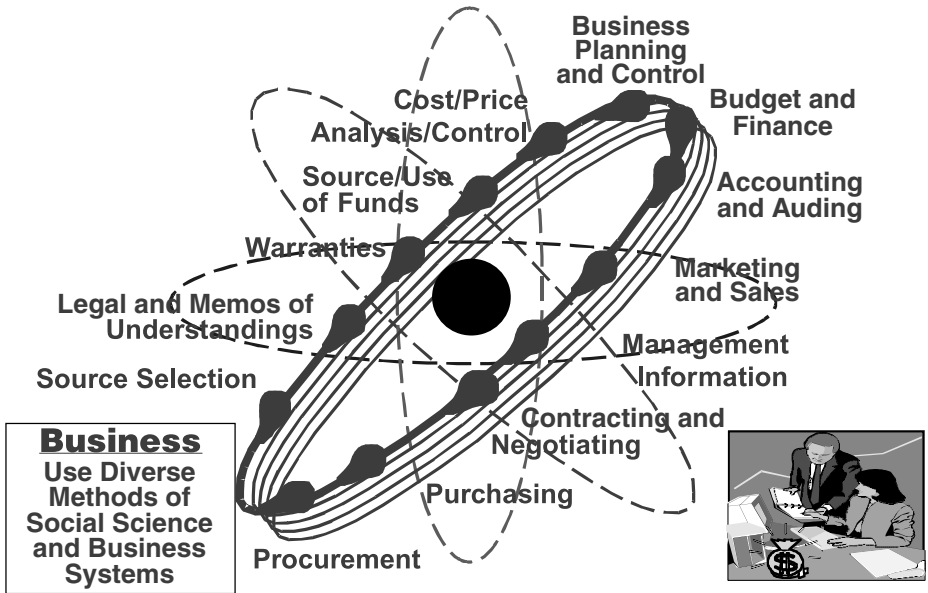 Business
Planning
and Control
Cost/Price
Analysis/Control
Budget and
Finance
Source/Use
of Funds
Accounting
and Auding
Warranties
Marketing
and Sales
Legal and Memos of
Understandings
Management
Information
Source Selection
Contracting and
Negotiating
Purchasing
Procurement
Business
Use Diverse
Methods of
Social Science
and Business
Systems
$